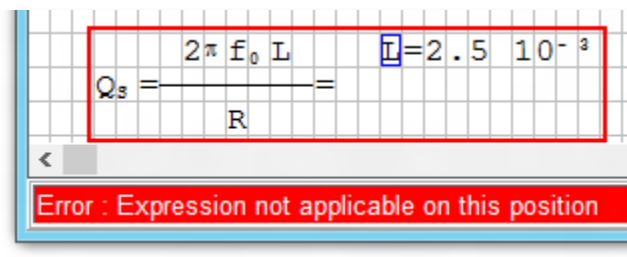 2π f₀ L L=2.5 10⁻³
Qₛ = =
R
Error : Expression not applicable on this position